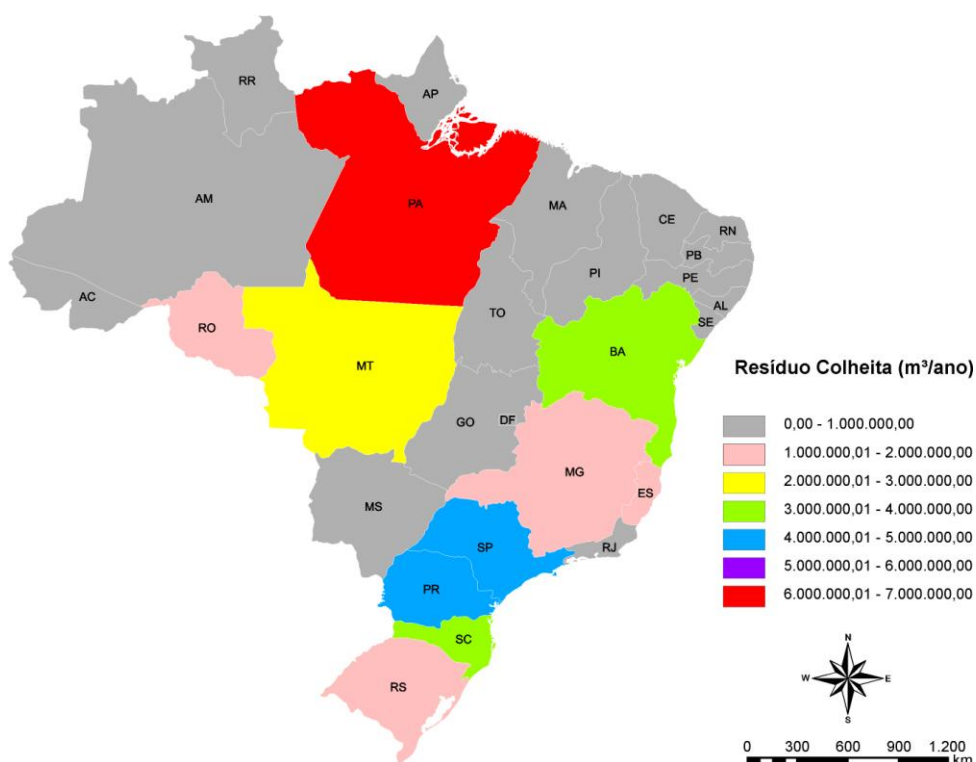 RR
AP
AM
PA
MA
CE
RN
PB
PI
PE
AC
AL
TO
SE
RO
BA
MT
GO
DF
MG
ES
MS
RJ
SP
PR
SC
RS
Resíduo Colheita (m³/ano)
0,00 - 1.000.000,00
1.000.000,01 - 2.000.000,00
2.000.000,01 - 3.000.000,00
3.000.000,01 - 4.000.000,00
4.000.000,01 - 5.000.000,00
5.000.000,01 - 6.000.000,00
6.000.000,01 - 7.000.000,00
N
W E
S
0 300 600 900 1.200
km